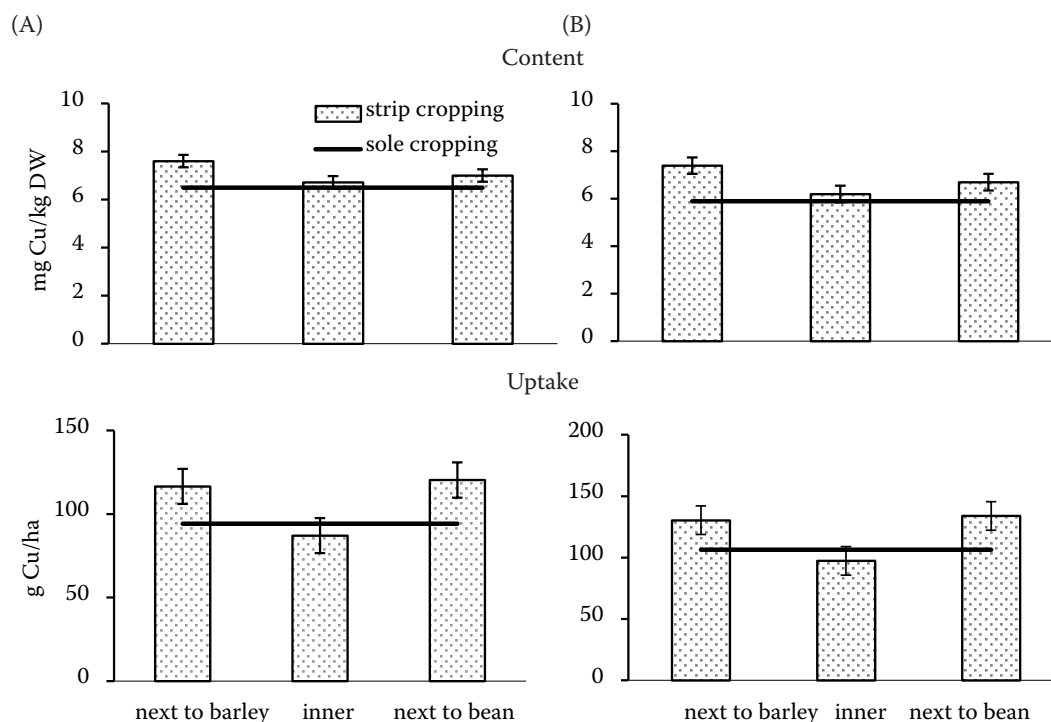 (A)
(B)
Content
mg Cu/kg DW
10
8
6
4
2
0
strip cropping
sole cropping
10
8
6
4
2
0
Uptake
g Cu/ha
150
100
50
0
next to barley inner next to bean
200
150
100
50
0
next to barley inner next to bean